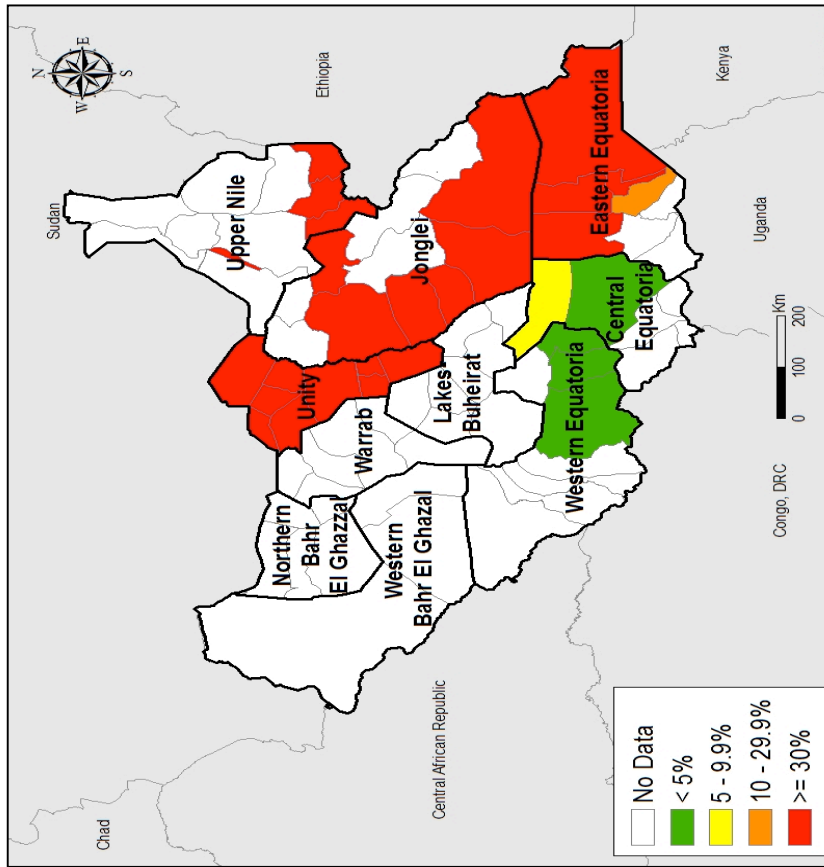 N
W
E
S
Sudan
Ethiopia
Chad
Upper Nile
Unity
Northern
Bahr
El Ghazzal
Warrab
Jonglei
Western
Bahr El Ghazal
Lakes
Buheirat
Central African Republic
Eastern Equatoria
Western Equatoria
Central
Equatoria
Kenya
Uganda
Congo, DRC
0
100
200
Km
No Data
< 5%
5 - 9.9%
10 - 29.9%
>= 30%